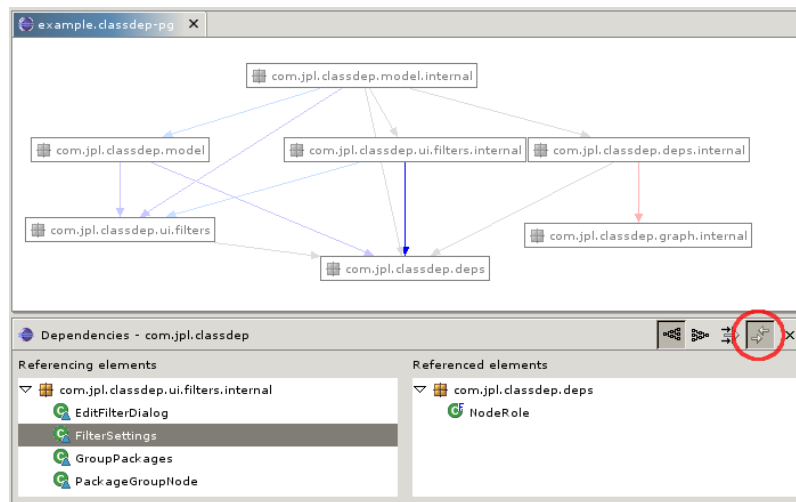 example.classdep-pg
com.jpl.classdep.model.internal
com.jpl.classdep.model
com.jpl.classdep.ui.filters.internal
com.jpl.classdep.deps.internal
com.jpl.classdep.ui.filters
com.jpl.classdep.graph.internal
com.jpl.classdep.deps
Dependencies - com.jpl.classdep
Referencing elements
Referenced elements
com.jpl.classdep.ui.filters.internal
com.jpl.classdep.deps
EditFilterDialog
NodeRole
FilterSettings
GroupPackages
PackageGroupNode